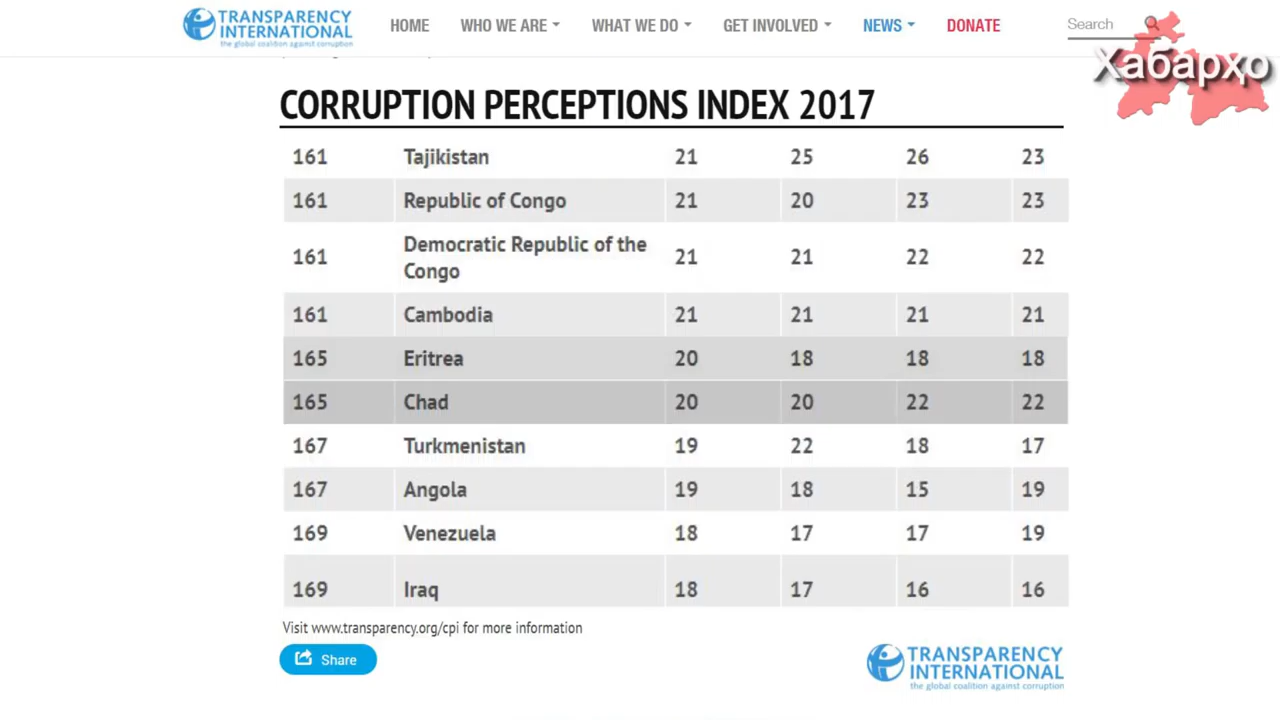 TRANSPARENCY
INTERNATIONAL
the global coalition against corruption
HOME WHO WE ARE WHAT WE DO GET INVOLVED NEWS DONATE Search
Хабарҳо
CORRUPTION PERCEPTIONS INDEX 2017
161 Tajikistan 21 25 26 23
161 Republic of Congo 21 20 23 23
161 Democratic Republic of the Congo 21 21 22 22
161 Cambodia 21 21 21 21
165 Eritrea 20 18 18 18
165 Chad 20 20 22 22
167 Turkmenistan 19 22 18 17
167 Angola 19 18 15 19
169 Venezuela 18 17 17 19
169 Iraq 18 17 16 16
Visit www.transparency.org/cpi for more information
Share
TRANSPARENCY
INTERNATIONAL
the global coalition against corruption